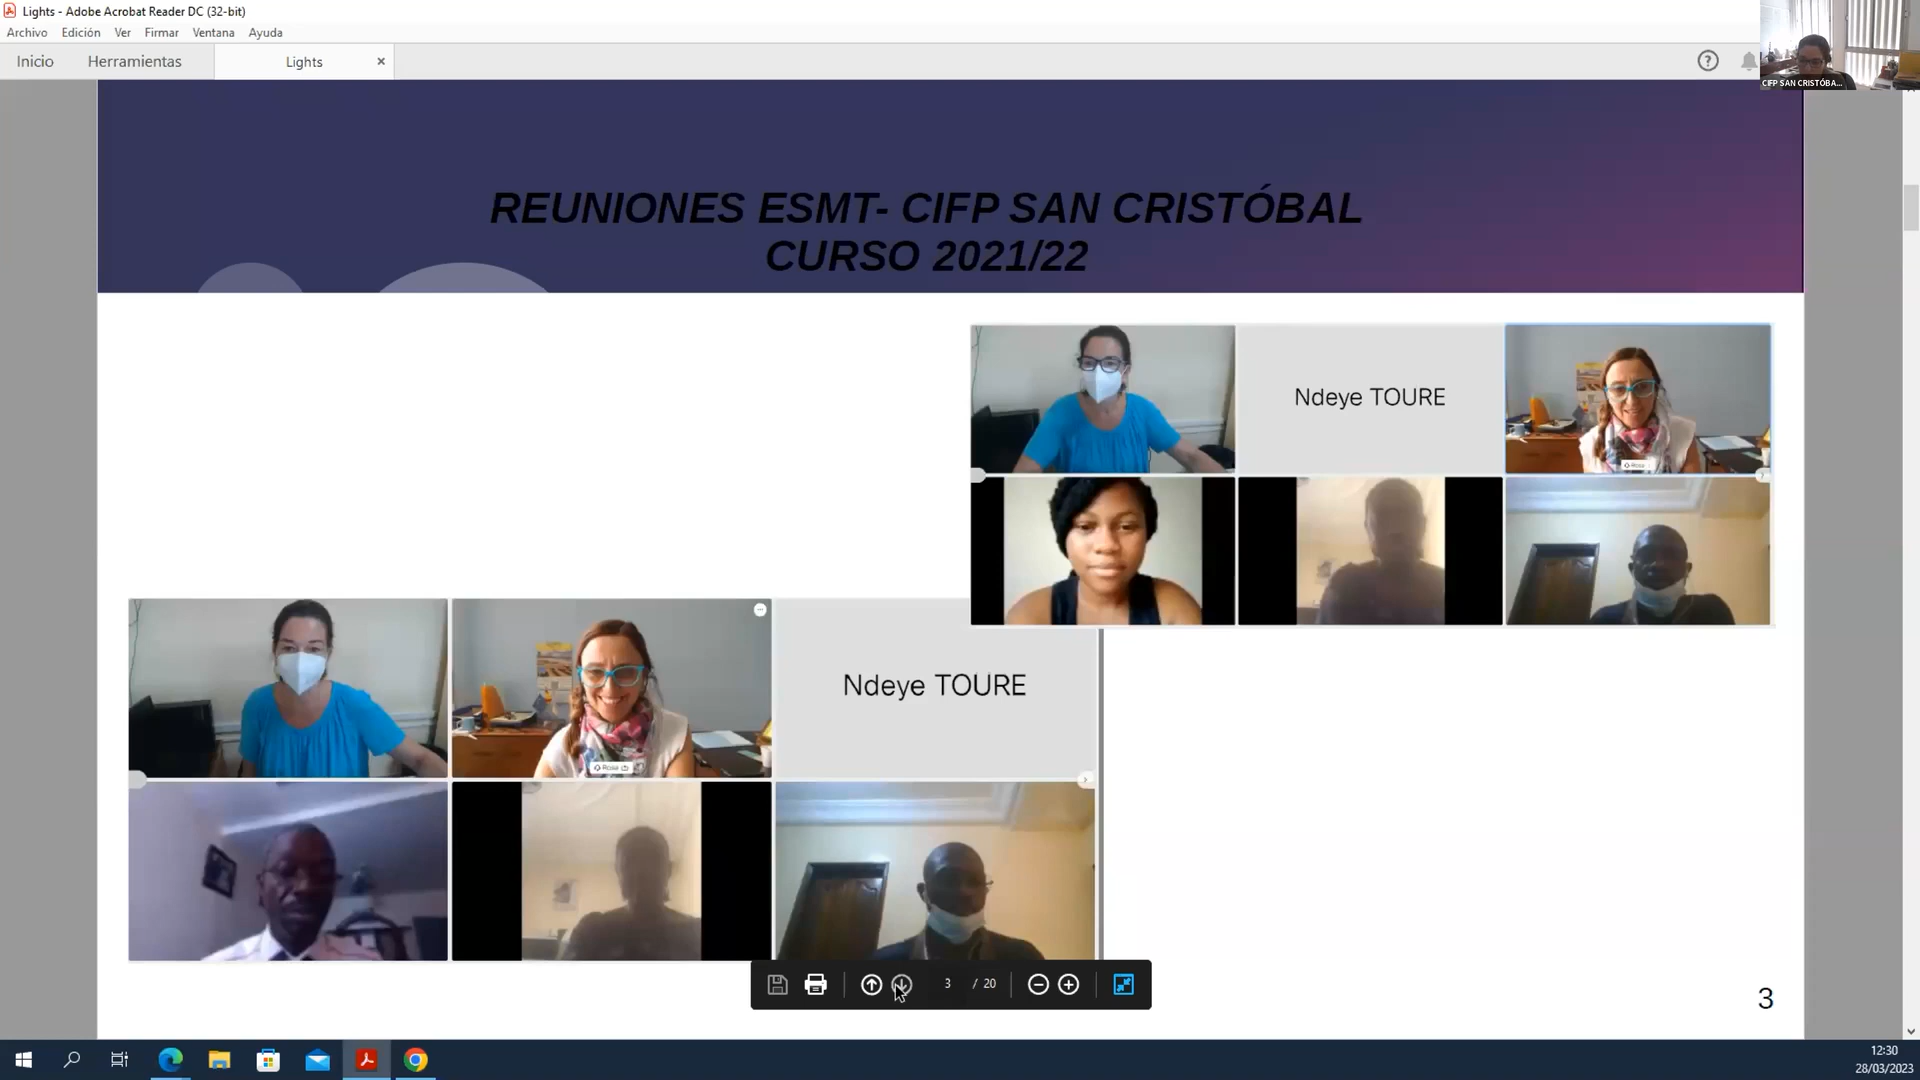 Lights - Adobe Acrobat Reader DC (32-bit)
Archivo Edición Ver Firmar Ventana Ayuda
Inicio Herramientas Lights
CIFP SAN CRISTÓBA...
REUNIONES ESMT- CIFP SAN CRISTÓBAL
CURSO 2021/22
Ndeye TOURE
Rosa
Ndeye TOURE
Rosa
3 / 20
3
12:30
28/03/2023